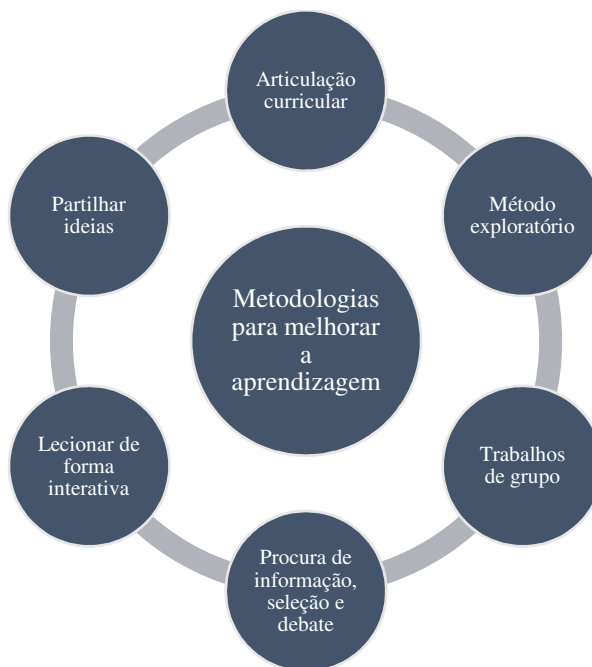 Articulação
curricular
Método
exploratório
Trabalhos
de grupo
Procura de
informação,
seleção e
debate
Lecionar de
forma
interativa
Partilhar
ideias
Metodologias
para melhorar
a
aprendizagem